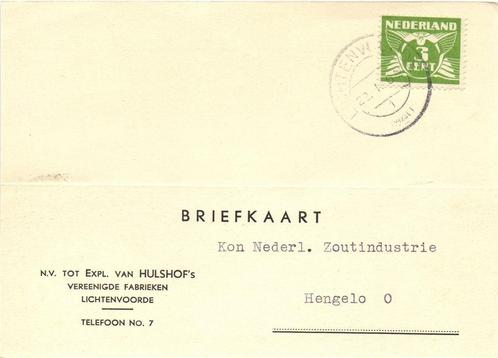 NEDERLAND
3
CENT
BRIEFKAART
Kon Nederl. Zoutindustrie
N.V. TOT EXPL. VAN HULSHOF's
VEREENIGDE FABRIEKEN
LICHTENVOORDE
Hengelo O
TELEFOON No. 7